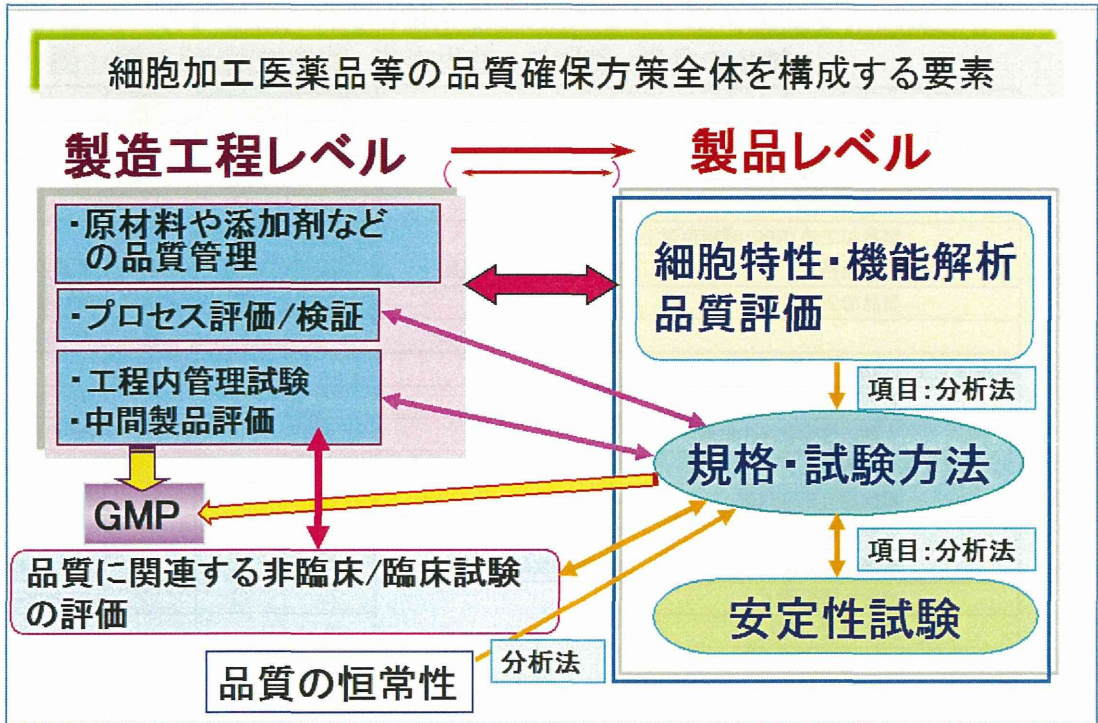 細胞加工医薬品等の品質確保方策全体を構成する要素
製造工程レベル
製品レベル
・原材料や添加剤など
の品質管理
・プロセス評価/検証
・工程内管理試験
・中間製品評価
GMP
品質に関連する非臨床/臨床試験
の評価
品質の恒常性
分析法
細胞特性・機能解析
品質評価
項目:分析法
規格・試験方法
項目:分析法
安定性試験